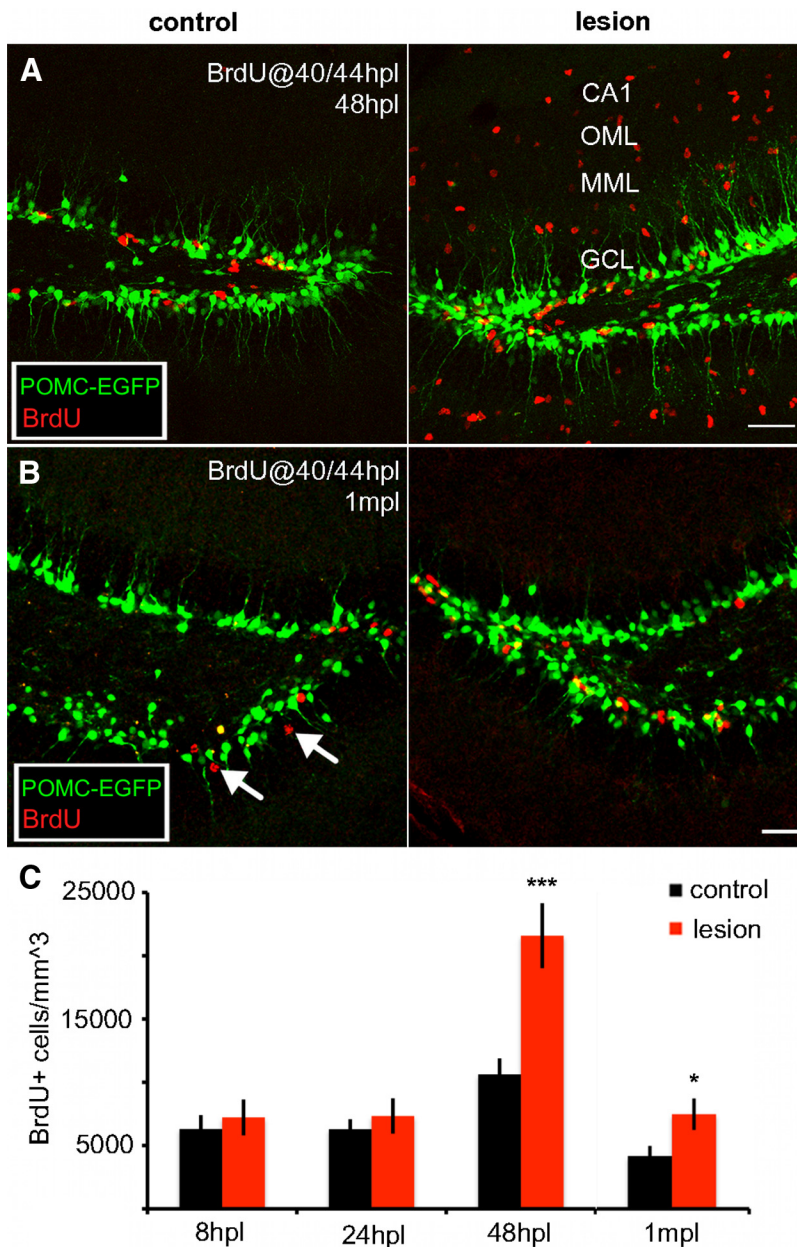 control
lesion
A
BrdU@40/44hpl
48hpl
CA1
OML
MML
GCL
POMC-EGFP
BrdU
B
BrdU@40/44hpl
1mpl
POMC-EGFP
BrdU
C
BrdU+ cells/mm^3
25000
15000
5000
***
*
control
lesion
8hpl
24hpl
48hpl
1mpl